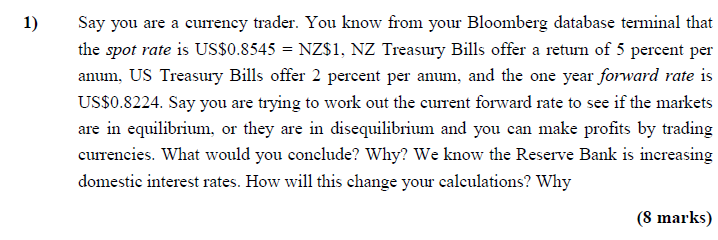 1) Say you are a currency trader. You know from your Bloomberg database terminal that
the spot rate is US$0.8545 = NZ$1, NZ Treasury Bills offer a return of 5 percent per
anum, US Treasury Bills offer 2 percent per anum, and the one year forward rate is
US$0.8224. Say you are trying to work out the current forward rate to see if the markets
are in equilibrium, or they are in disequilibrium and you can make profits by trading
currencies. What would you conclude? Why? We know the Reserve Bank is increasing
domestic interest rates. How will this change your calculations? Why
(8 marks)